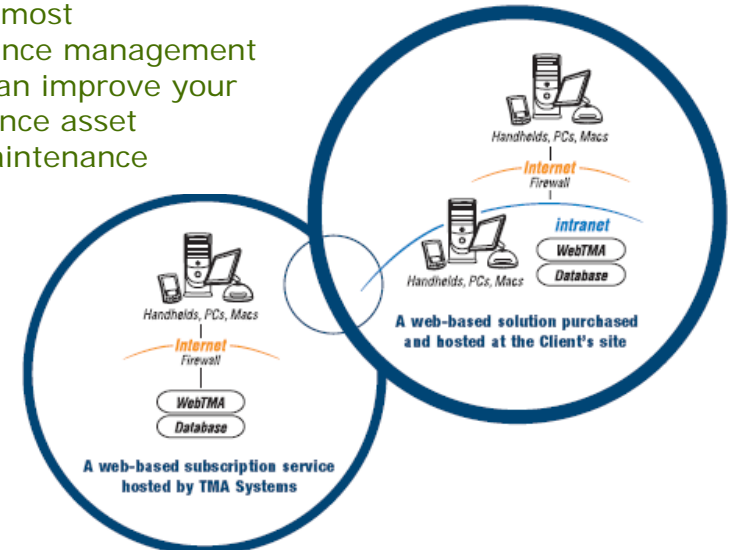 most
nce management
an improve your
nce asset
aintenance
Handhelds, PCs, Macs
Internet
Firewall
intranet
WebTMA
Database
Handhelds, PCs, Macs
A web-based solution purchased
and hosted at the Client's site
Handhelds, PCs, Macs
Internet
Firewall
WebTMA
Database
A web-based subscription service
hosted by TMA Systems